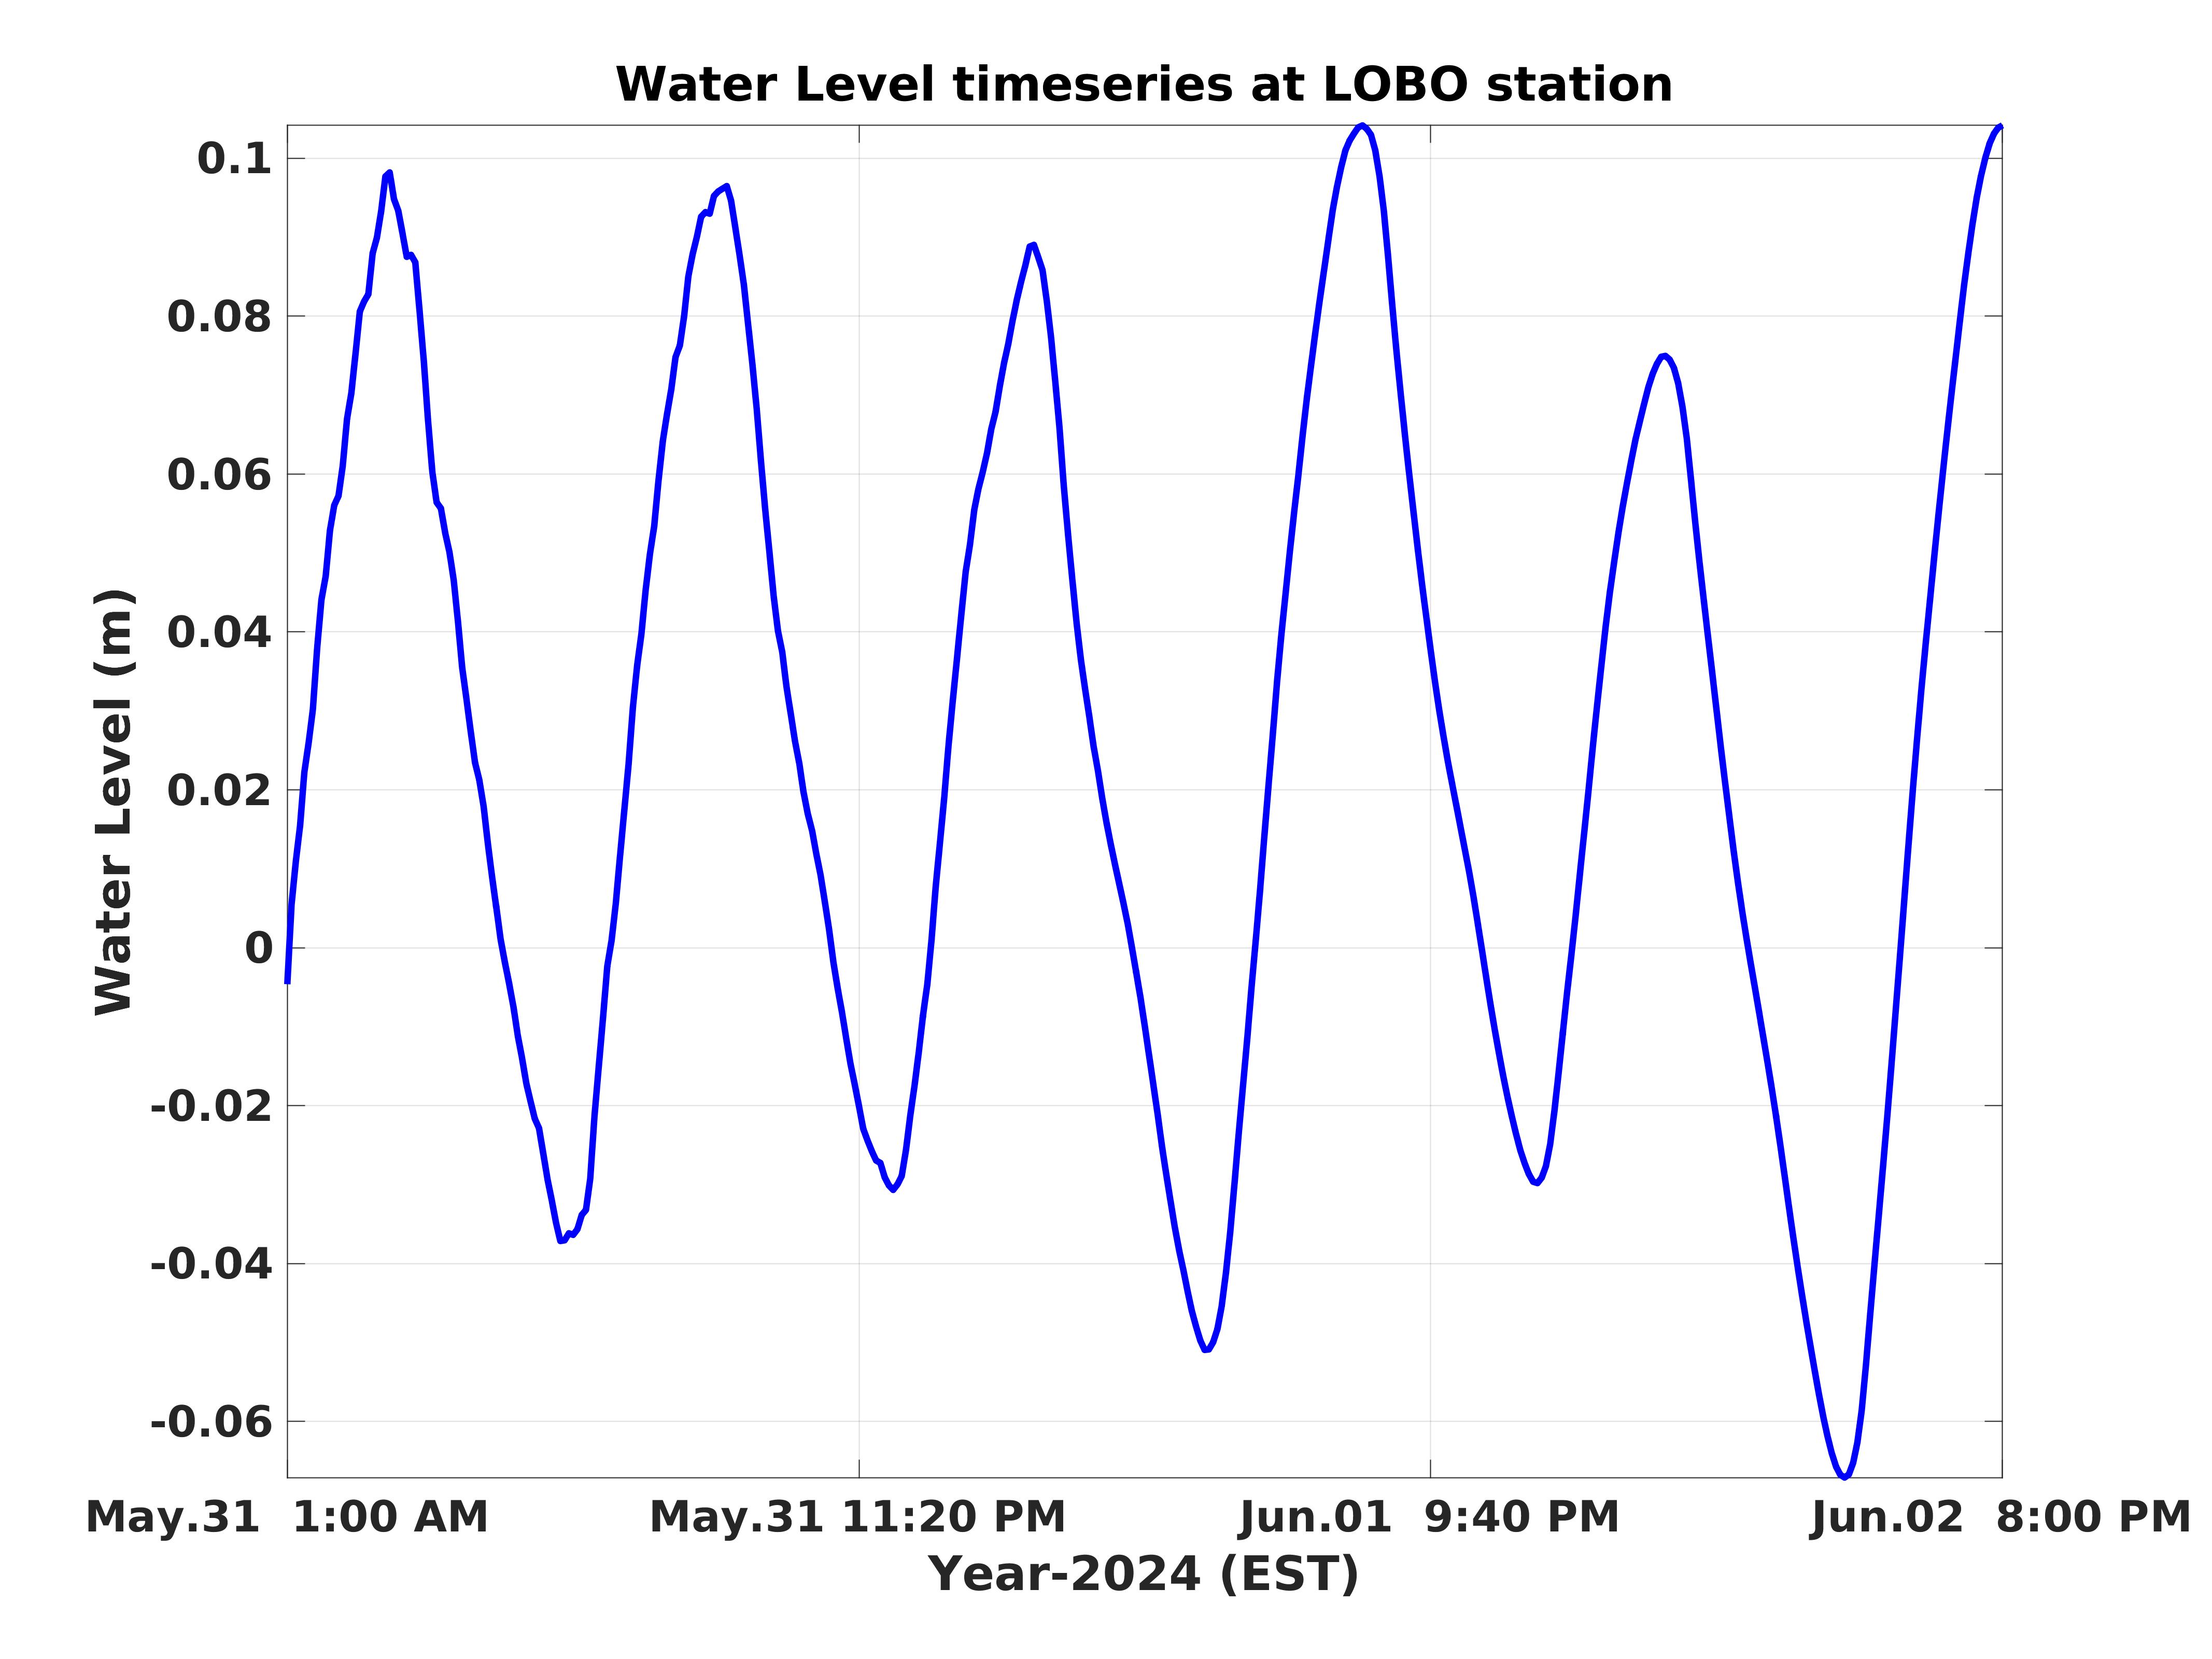 Water Level timeseries at LOBO station
0.1
0.08
0.06
0.04
0.02
0
-0.02
-0.04
-0.06
Water Level (m)
May.31  1:00 AM
May.31 11:20 PM
Jun.01  9:40 PM
Jun.02  8:00 PM
Year-2024 (EST)